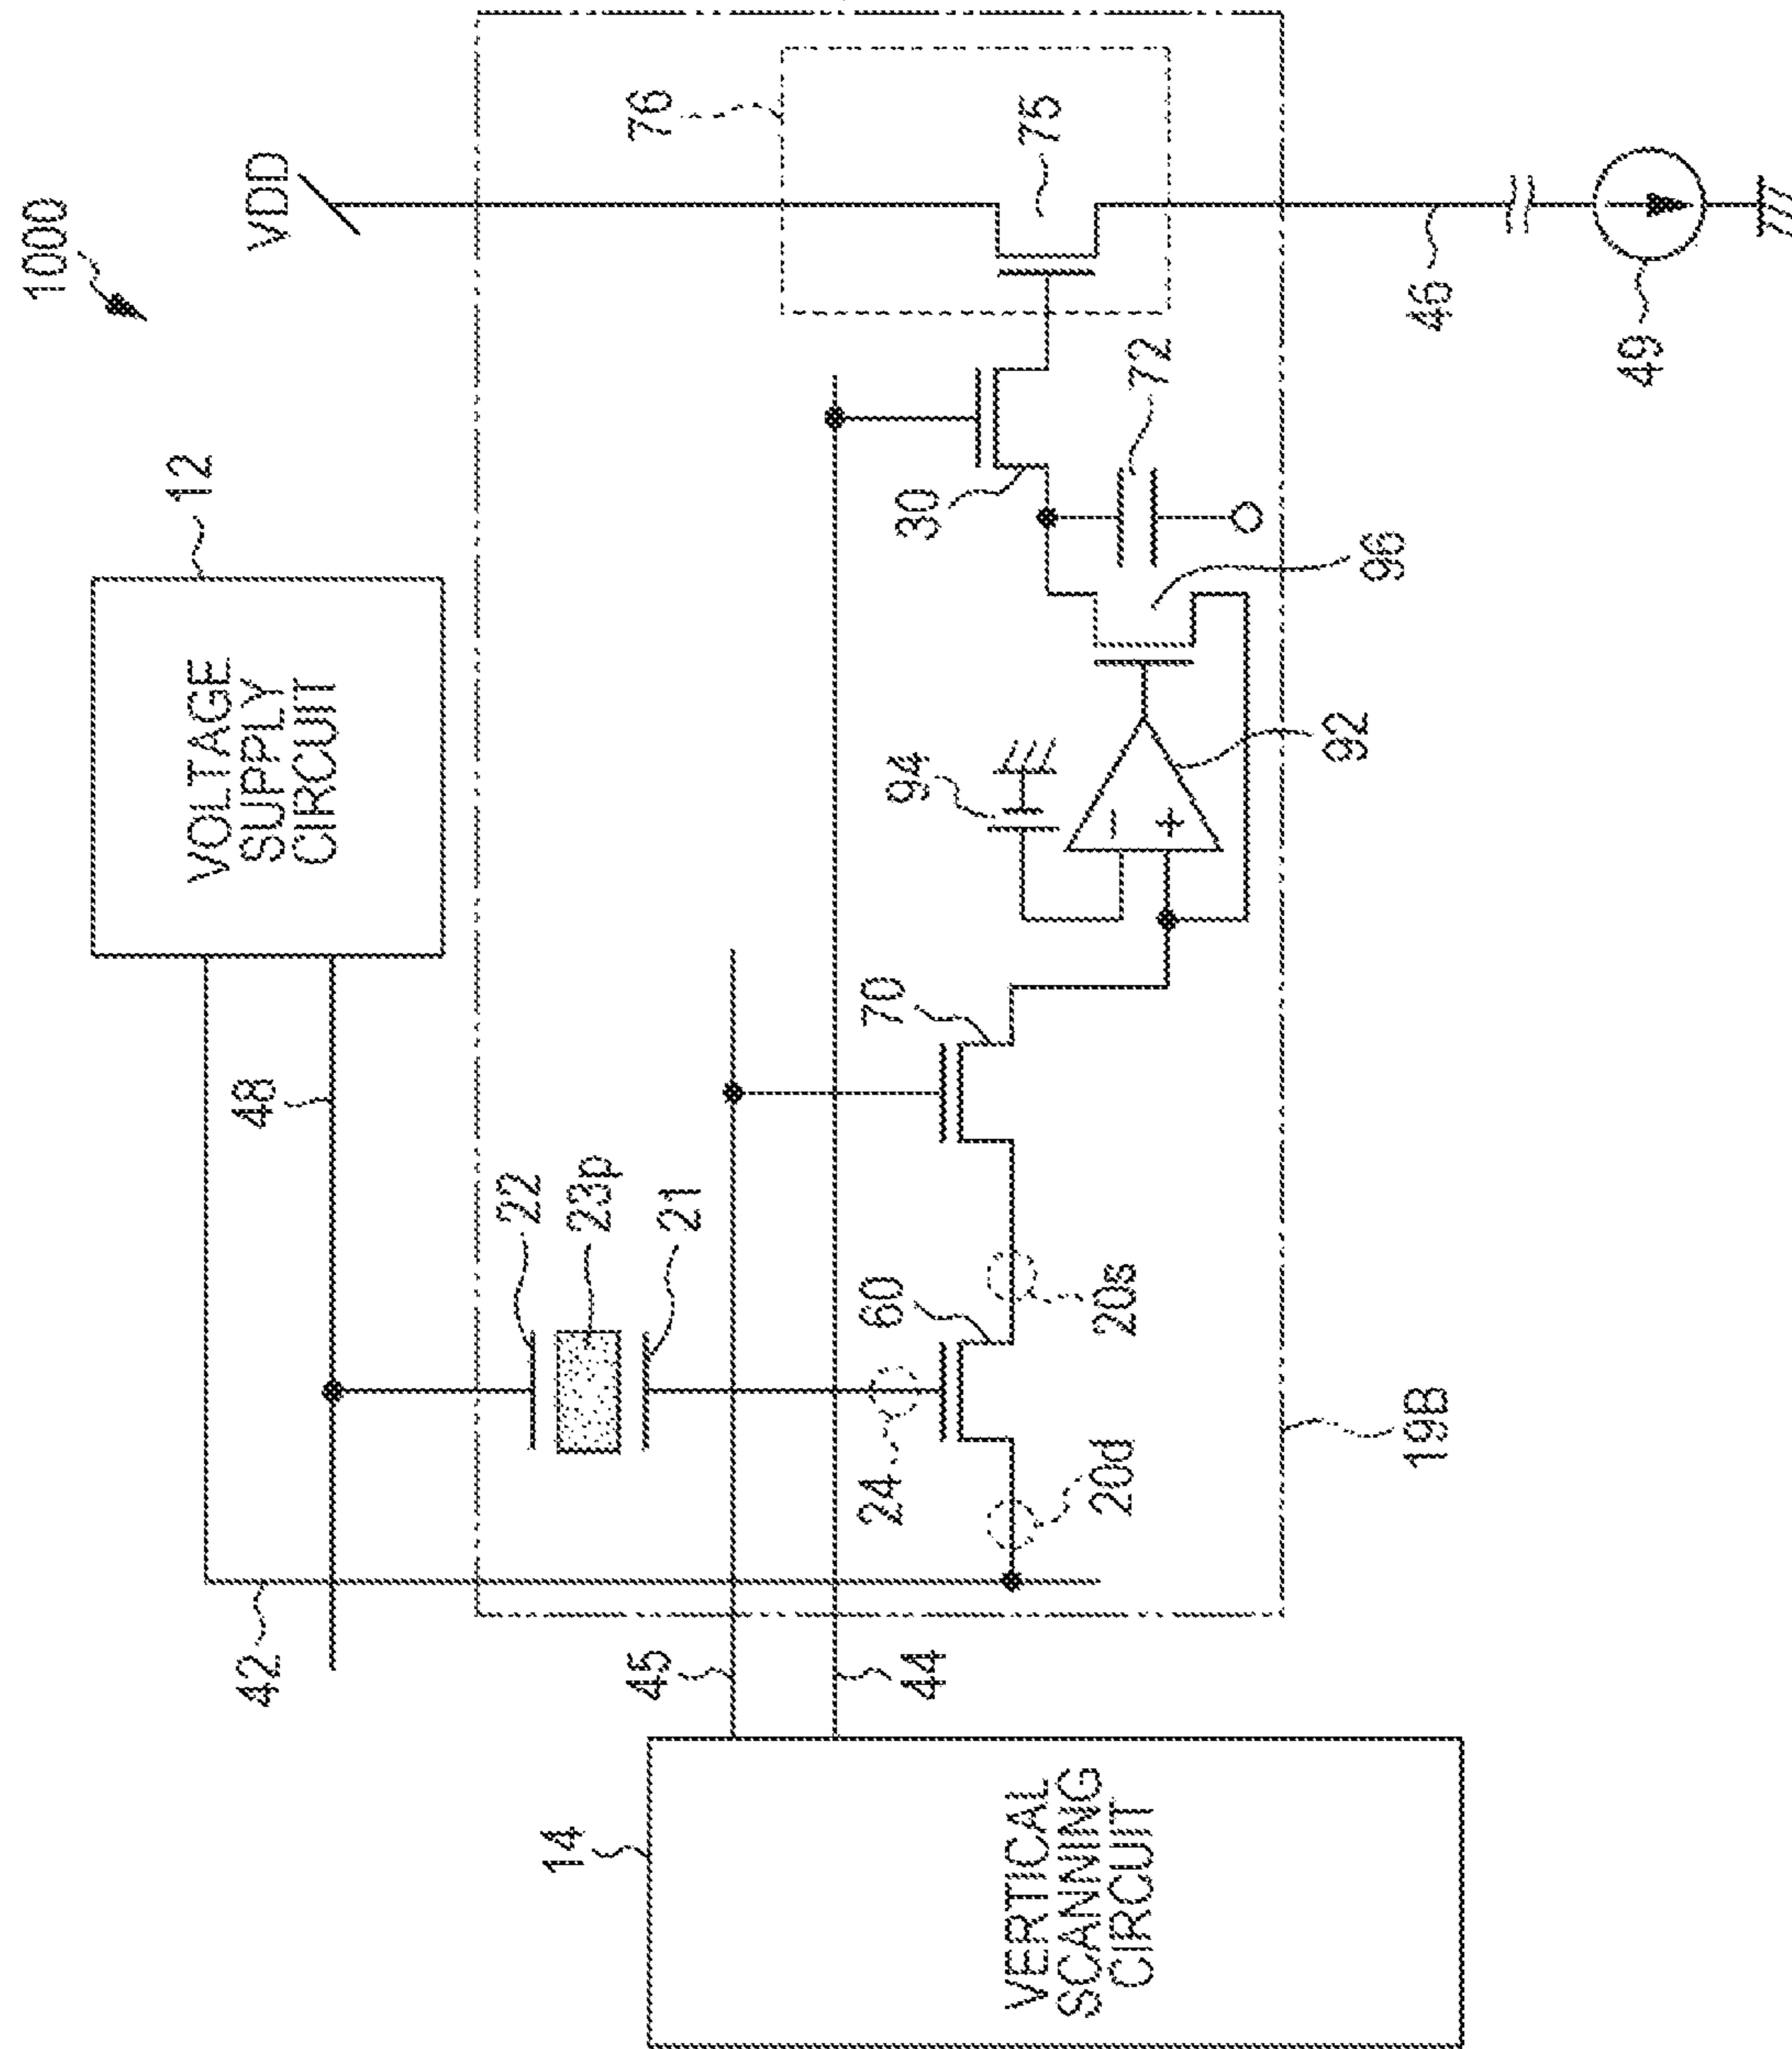 1000
VDD
12
VOLTAGE
SUPPLY
CIRCUIT
76
75
48
22
23p
21
70
30
72
94
96
92
46
49
42
60
24
20s
20d
45
44
19B
14
VERTICAL
SCANNING
CIRCUIT
−
+